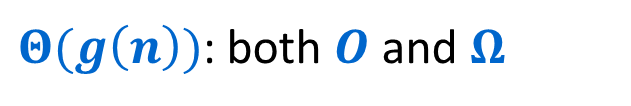 Θ(g(n)): both O and Ω